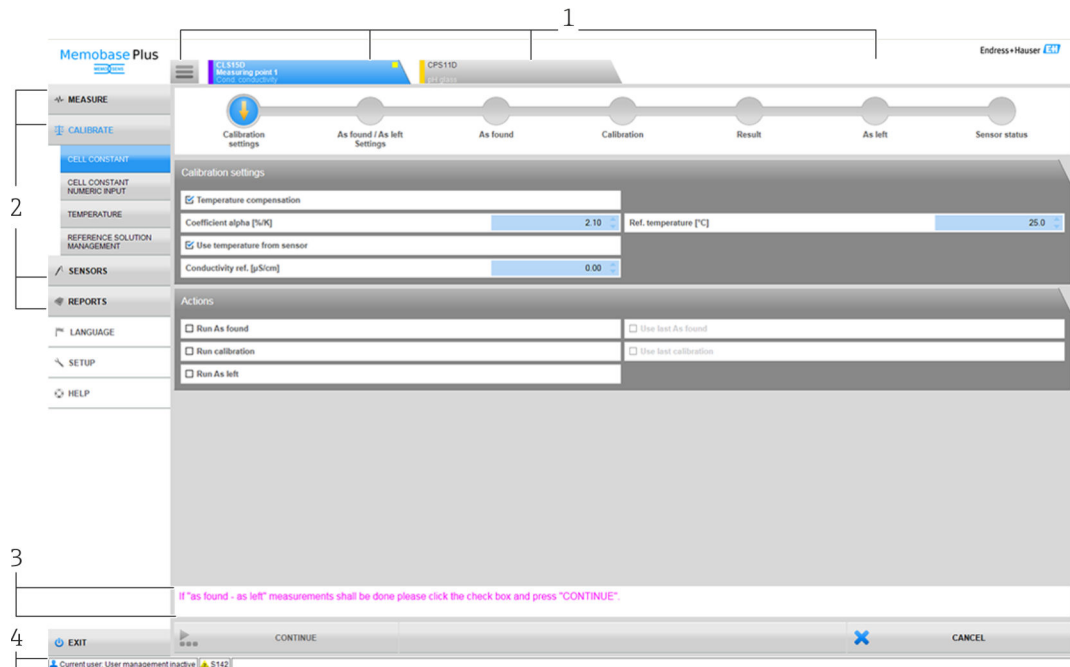 1
Memobase Plus
MEMO SENS
CLS15D
Measuring point 1
Cond. conductivity
CPS11D
pH glass
Endress+Hauser EH
2
MEASURE
CALIBRATE
CELL CONSTANT
CELL CONSTANT
NUMERIC INPUT
TEMPERATURE
REFERENCE SOLUTION
MANAGEMENT
SENSORS
REPORTS
LANGUAGE
SETUP
HELP
Calibration
settings
As found / As left
Settings
As found
Calibration
Result
As left
Sensor status
Calibration settings
Temperature compensation
Coefficient alpha [%/K] 2.10 Ref. temperature [°C] 25.0
Use temperature from sensor
Conductivity ref. [µS/cm] 0.00
Actions
Run As found Use last As found
Run calibration Use last calibration
Run As left
3
If "as found - as left" measurements shall be done please click the check box and press "CONTINUE".
4
EXIT
CONTINUE
CANCEL
Current user: User management inactive S142